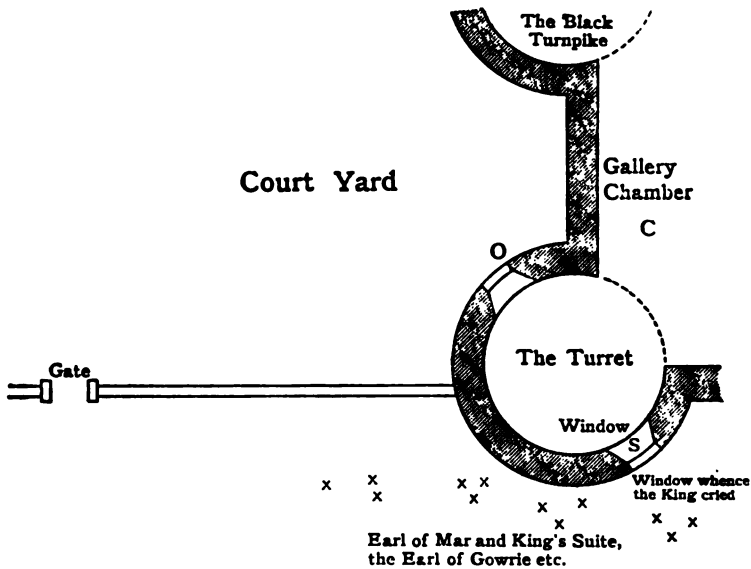 The Black
Turnpike
Court Yard
Gallery
Chamber
C
O
The Turret
Gate
Window
S
Window whence
the King cried
x x x x x x x x x x x x
Earl of Mar and King's Suite,
the Earl of Gowrie etc.